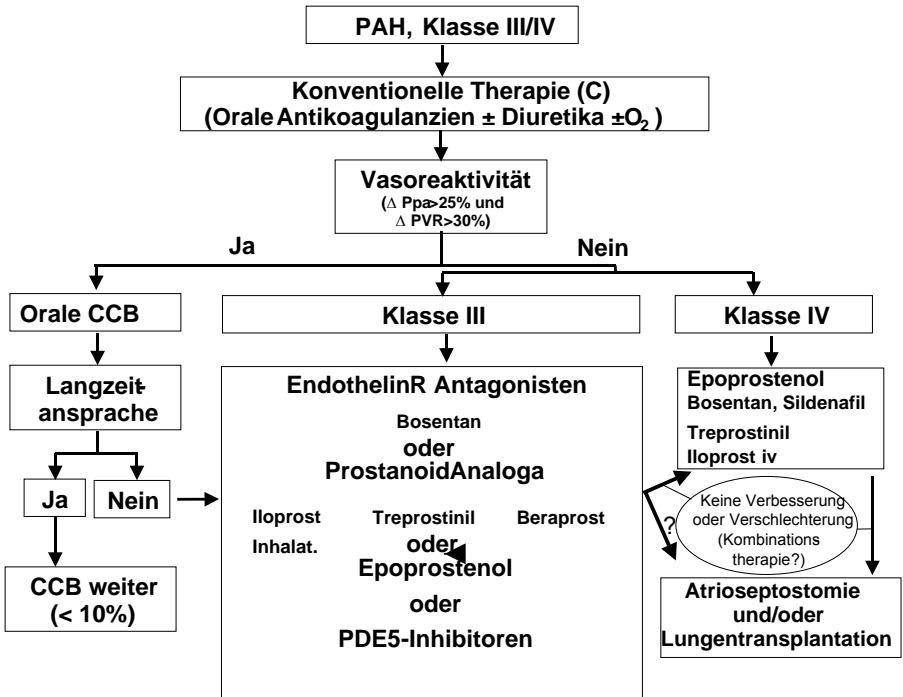 PAH, Klasse III/IV
Konventionelle Therapie (C)
(Orale Antikoagulanzien ± Diuretika ±O₂ )
Vasoreaktivität
(Δ Ppa>25% und
Δ PVR>30%)
Ja
Nein
Orale CCB
Klasse III
Klasse IV
Langzeit-
ansprache
Ja
Nein
CCB weiter
(< 10%)
EndothelinR Antagonisten
Bosentan
oder
ProstanoidAnaloga
Iloprost Treprostinil Beraprost
Inhalat. oder
Epoprostenol
oder
PDE5-Inhibitoren
Epoprostenol
Bosentan, Sildenafil
Treprostinil
Iloprost iv
?
Keine Verbesserung
oder Verschlechterung
(Kombinations
therapie?)
Atrioseptostomie
und/oder
Lungentransplantation